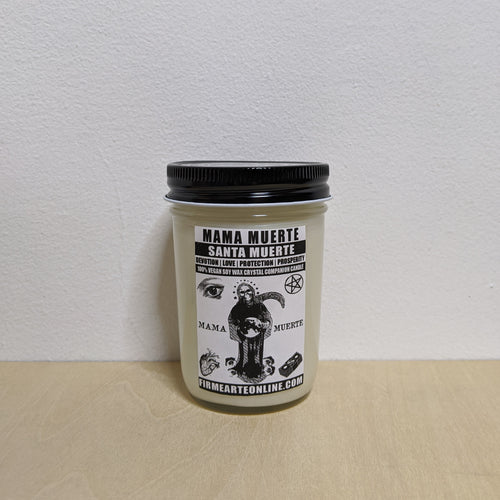 MAMA MUERTE
SANTA MUERTE
DEVOTION | LOVE | PROTECTION | PROSPERITY
100% VEGAN SOY WAX CRYSTAL COMPANION CANDLE
MAMA MUERTE
FIRMEARTEONLINE.COM